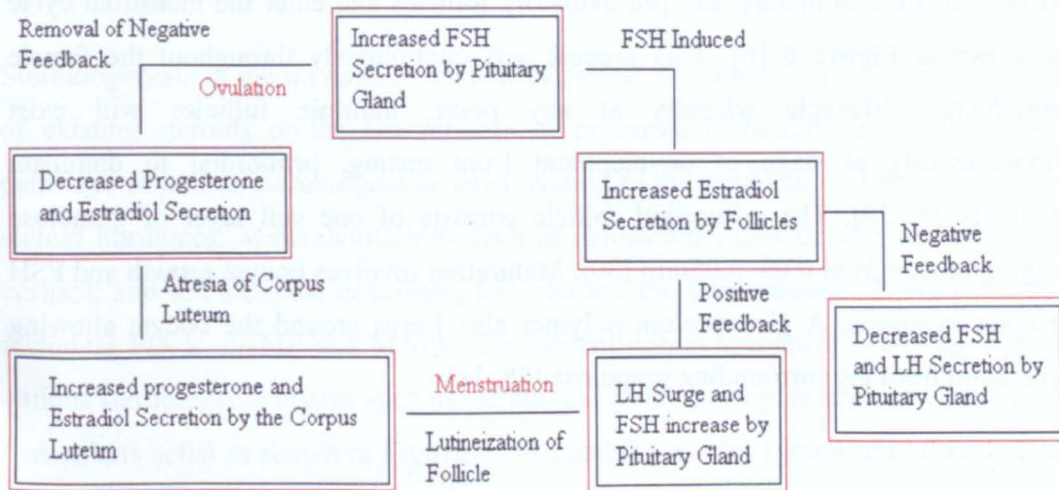 Removal of Negative
Feedback
Ovulation
Increased FSH
Secretion by Pituitary
Gland
FSH Induced
Decreased Progesterone
and Estradiol Secretion
Increased Estradiol
Secretion by Follicles
Negative
Feedback
Atresia of Corpus
Luteum
Positive
Feedback
Decreased FSH
and LH Secretion by
Pituitary Gland
Increased progesterone and
Estradiol Secretion by the Corpus
Luteum
Menstruation
Lutineization of
Follicle
LH Surge and
FSH increase by
Pituitary Gland